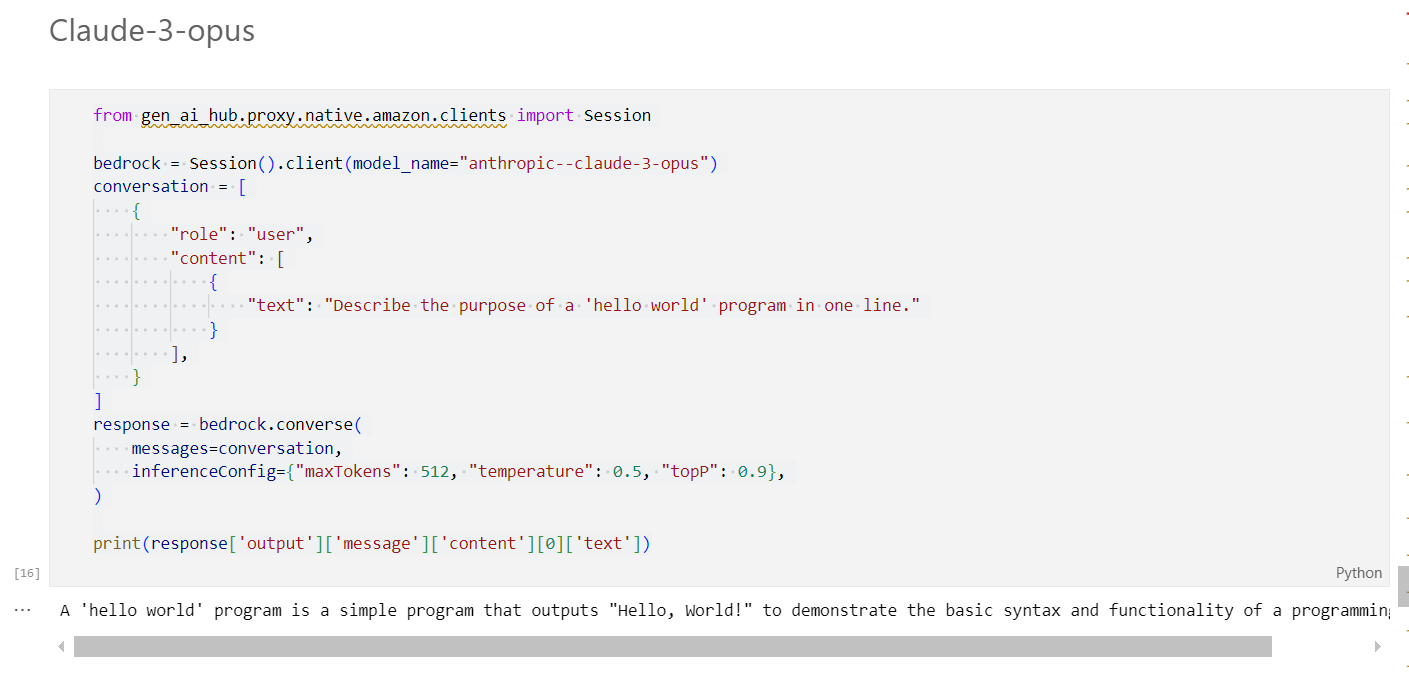 Claude-3-opus
from gen_ai_hub.proxy.native.amazon.clients import Session
bedrock = Session().client(model_name="anthropic--claude-3-opus")
conversation = [
    {
        "role": "user",
        "content": [
            {
                "text": "Describe the purpose of a 'hello world' program in one line."
            }
        ],
    }
]
response = bedrock.converse(
    messages=conversation,
    inferenceConfig={"maxTokens": 512, "temperature": 0.5, "topP": 0.9},
)
print(response['output']['message']['content'][0]['text'])
[16]
Python
... A 'hello world' program is a simple program that outputs "Hello, World!" to demonstrate the basic syntax and functionality of a